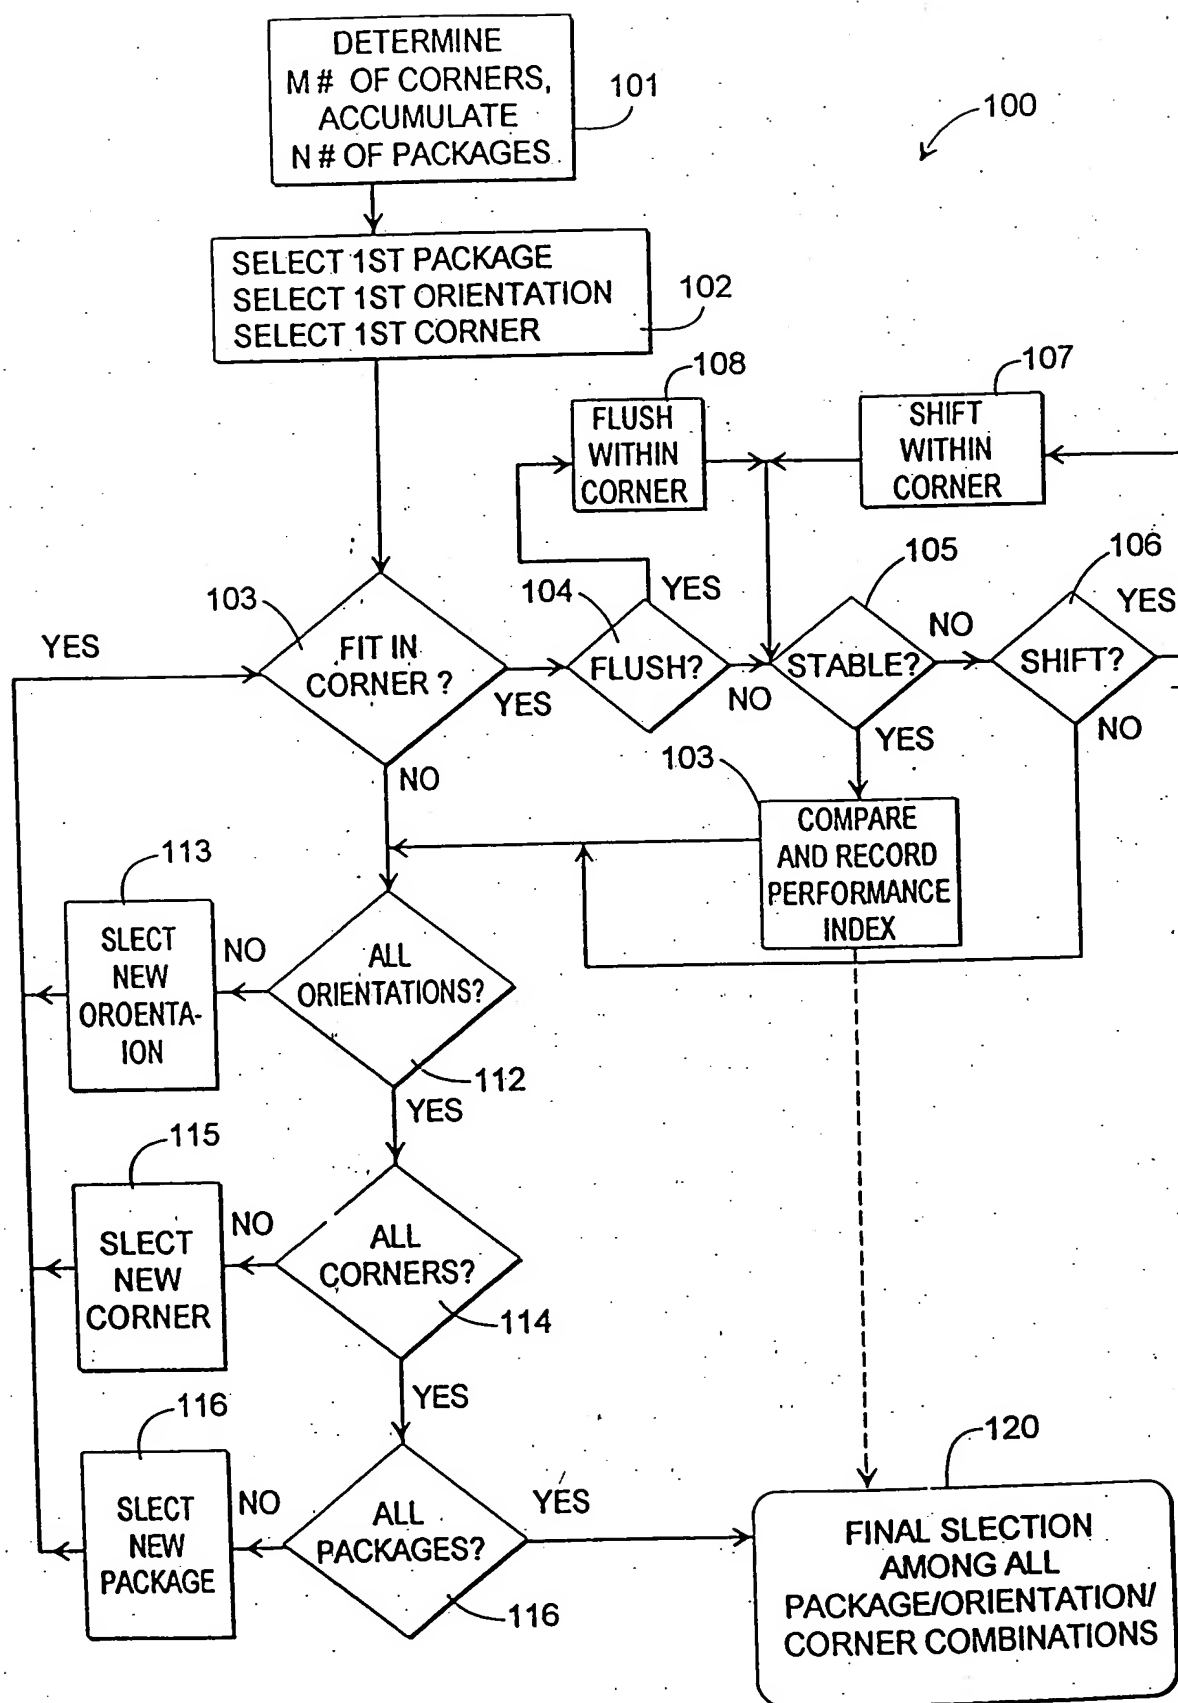 DETERMINE
M # OF CORNERS,
ACCUMULATE
N # OF PACKAGES
101
100
SELECT 1ST PACKAGE
SELECT 1ST ORIENTATION
SELECT 1ST CORNER
102
108
FLUSH
WITHIN
CORNER
107
SHIFT
WITHIN
CORNER
103
FIT IN
CORNER ?
YES
YES
NO
104
FLUSH?
YES
NO
105
STABLE?
NO
YES
106
SHIFT?
YES
NO
103
COMPARE
AND RECORD
PERFORMANCE
INDEX
113
SLECT
NEW
OROENTA-
ION
NO
ALL
ORIENTATIONS?
112
YES
115
SLECT
NEW
CORNER
NO
ALL
CORNERS?
114
YES
116
SLECT
NEW
PACKAGE
NO
ALL
PACKAGES?
116
YES
120
FINAL SLECTION
AMONG ALL
PACKAGE/ORIENTATION/
CORNER COMBINATIONS